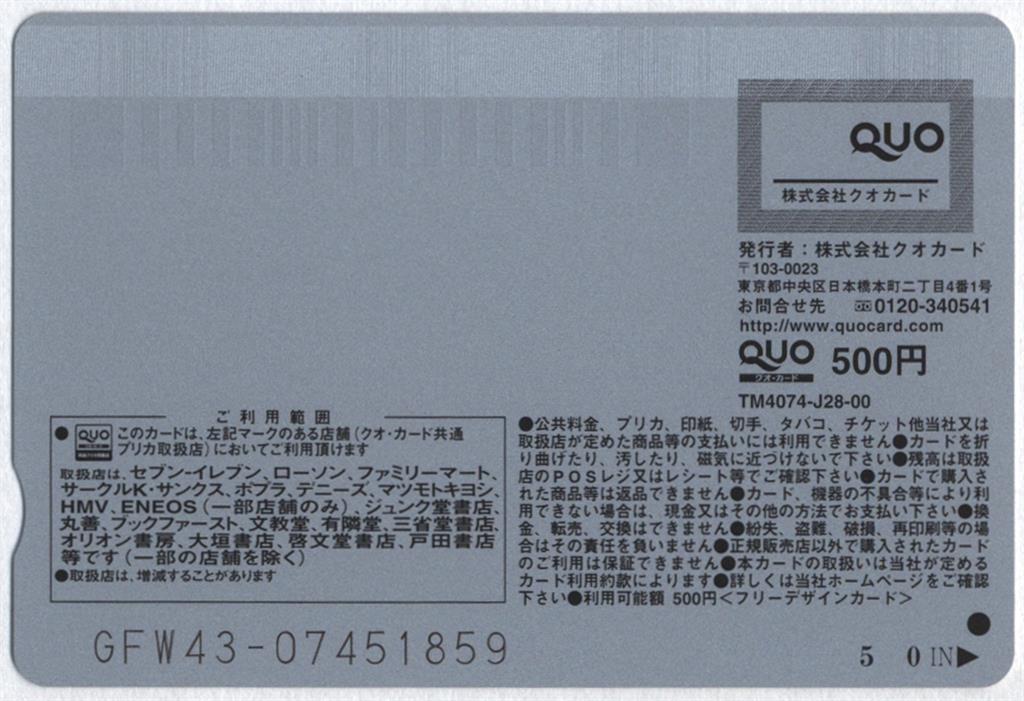 QUO
株式会社クオカード
発行者：株式会社クオカード
〒103-0023
東京都中央区日本橋本町二丁目4番1号
お問合せ先 0120-340541
http://www.quocard.com
QUO 500円
クオ・カード
TM4074-J28-00
ご利用範囲
●QUO このカードは、左記マークのある店舗（クオ・カード共通
プリカ取扱店）においてご利用頂けます
取扱店は、セブン-イレブン、ローソン、ファミリーマート、
サークルK・サンクス、ポプラ、デニーズ、マツモトキヨシ、
HMV、ENEOS（一部店舗のみ）、ジュンク堂書店、
丸善、ブックファースト、文教堂、有隣堂、三省堂書店、
オリオン書房、大垣書店、啓文堂書店、戸田書店
等です（一部の店舗を除く）
●取扱店は、増減することがあります
●公共料金、プリカ、印紙、切手、タバコ、チケット他当社又は
取扱店が定めた商品等の支払いには利用できません●カードを折
り曲げたり、汚したり、磁気に近づけないで下さい●残高は取扱
店のPOSレジ又はレシート等でご確認下さい●カードで購入さ
れた商品等は返品できません●カード、機器の不具合等により利
用できない場合は、現金又はその他の方法でお支払い下さい●換
金、転売、交換はできません●紛失、盗難、破損、再印刷等の場
合はその責任を負いません●正規販売店以外で購入されたカード
のご利用は保証できません●本カードの取扱いは当社が定める
カード利用約款によります●詳しくは当社ホームページをご確認
下さい●利用可能額 500円＜フリーデザインカード＞
GFW43-07451859
5 0 IN▶